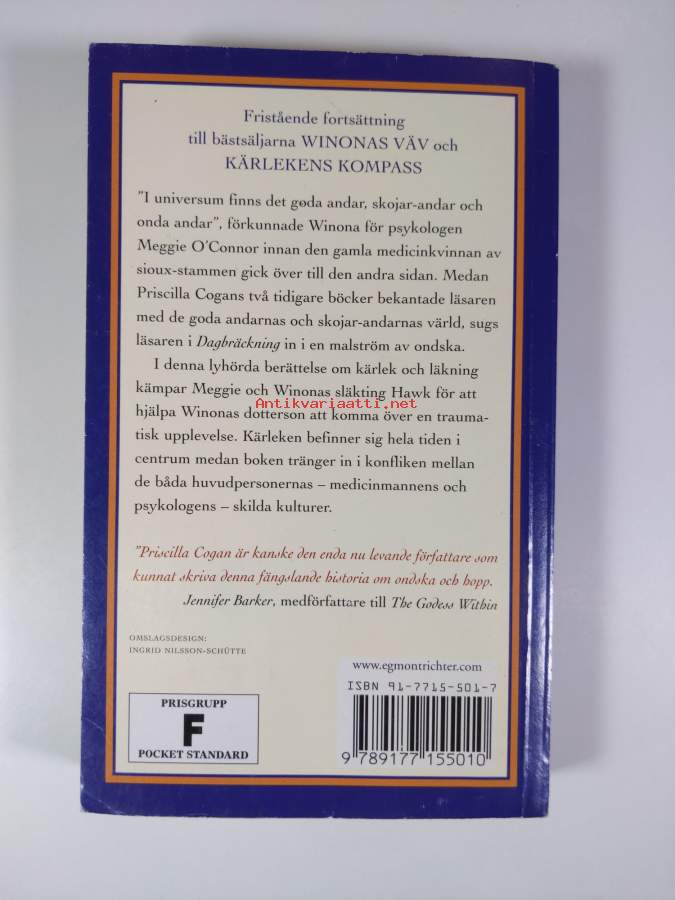 Fristående fortsättning
till bästsäljarna WINONAS VÄV och
KÄRLEKENS KOMPASS
"I universum finns det goda andar, skojar-andar och
onda andar", förkunnade Winona för psykologen
Meggie O'Connor innan den gamla medicinkvinnan av
sioux-stammen gick över till den andra sidan. Medan
Priscilla Cogans två tidigare böcker bekantade läsaren
med de goda andarnas och skojar-andarnas värld, sugs
läsaren i Dagbräckning in i en malström av ondska.
I denna lyhörda berättelse om kärlek och läkning
kämpar Meggie och Winonas släkting Hawk för att
Antikvariaatti.net
hjälpa Winonas dotterson att komma över en trauma-
tisk upplevelse. Kärleken befinner sig hela tiden i
centrum medan boken tränger in i konfliken mellan
de båda huvudpersonernas – medicinmannens och
psykologens – skilda kulturer.
"Priscilla Cogan är kanske den enda nu levande författare som
kunnat skriva denna fängslande historia om ondska och hopp.
Jennifer Barker, medförfattare till The Godess Within
OMSLAGSDESIGN:
INGRID NILSSON-SCHÜTTE
www.egmontrichter.com
ISBN 91-7715-501-7
PRISGRUPP
F
POCKET STANDARD
9 789177 155010